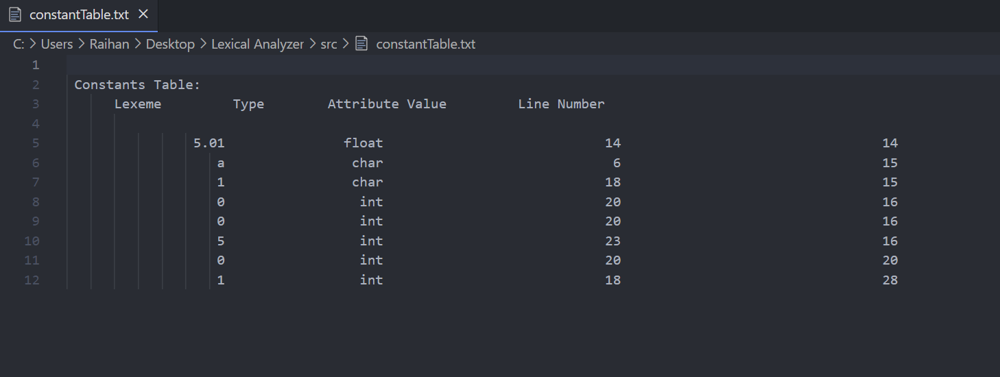 constantTable.txt
C: > Users > Raihan > Desktop > Lexical Analyzer > src > constantTable.txt
1
2 Constants Table:
3 Lexeme Type Attribute Value Line Number
4
5 5.01 float 14 14
6 a char 6 15
7 1 char 18 15
8 0 int 20 16
9 0 int 20 16
10 5 int 23 16
11 0 int 20 20
12 1 int 18 28